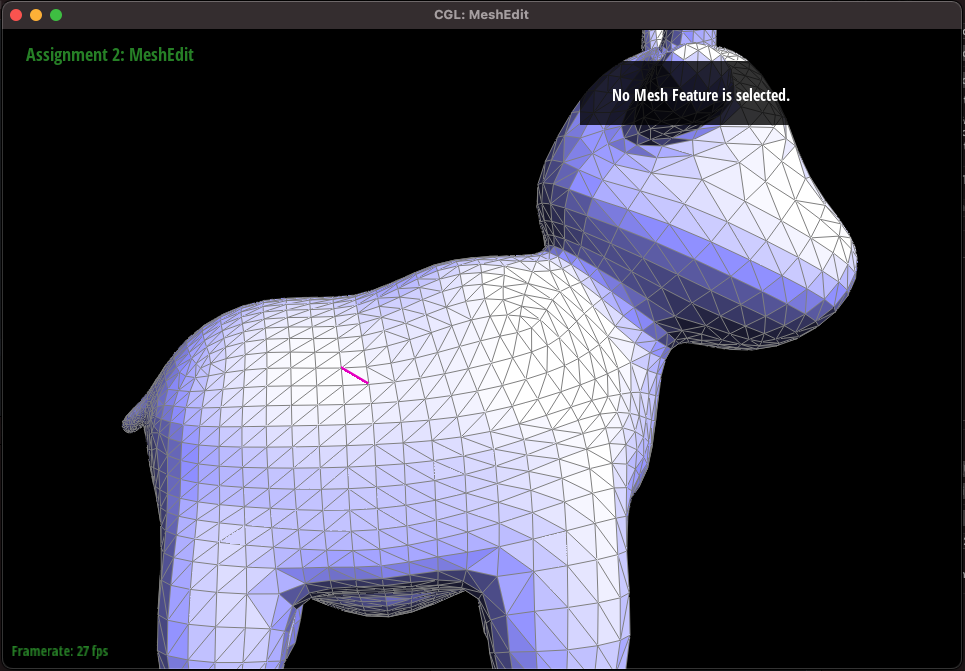 CGL: MeshEdit
Assignment 2: MeshEdit
No Mesh Feature is selected.
Framerate: 27 fps